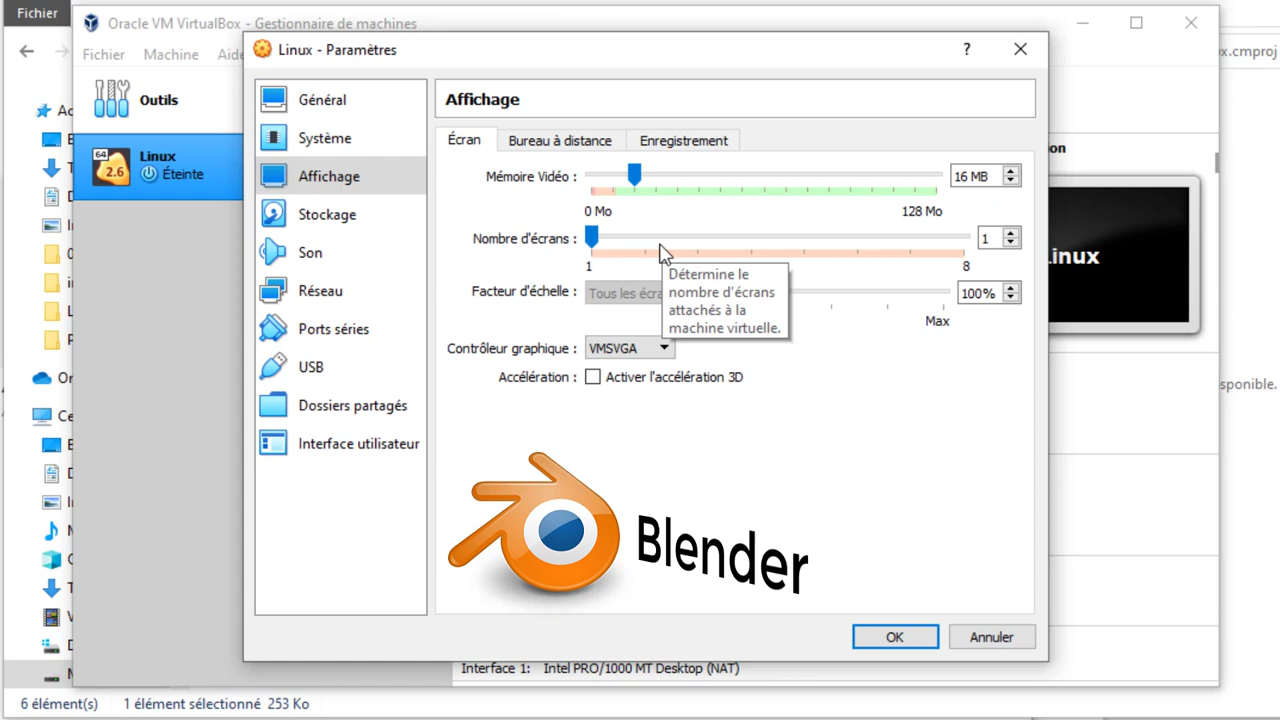 Fichier
Oracle VM VirtualBox - Gestionnaire de machines
Fichier Machine Aide
x.cmproj
Outils
64
2.6
Linux
Éteinte
Linux - Paramètres
?
Général
Système
Affichage
Stockage
Son
Réseau
Ports séries
USB
Dossiers partagés
Interface utilisateur
Affichage
Écran Bureau à distance Enregistrement
Mémoire Vidéo : 16 MB
0 Mo 128 Mo
Nombre d'écrans : 1
1 8
Facteur d'échelle : Tous les écra 100%
Max
Détermine le
nombre d'écrans
attachés à la
machine virtuelle.
Contrôleur graphique : VMSVGA
Accélération : Activer l'accélération 3D
Blender
OK Annuler
Linux
sponible.
Interface 1: Intel PRO/1000 MT Desktop (NAT)
6 élément(s) 1 élément sélectionné 253 Ko